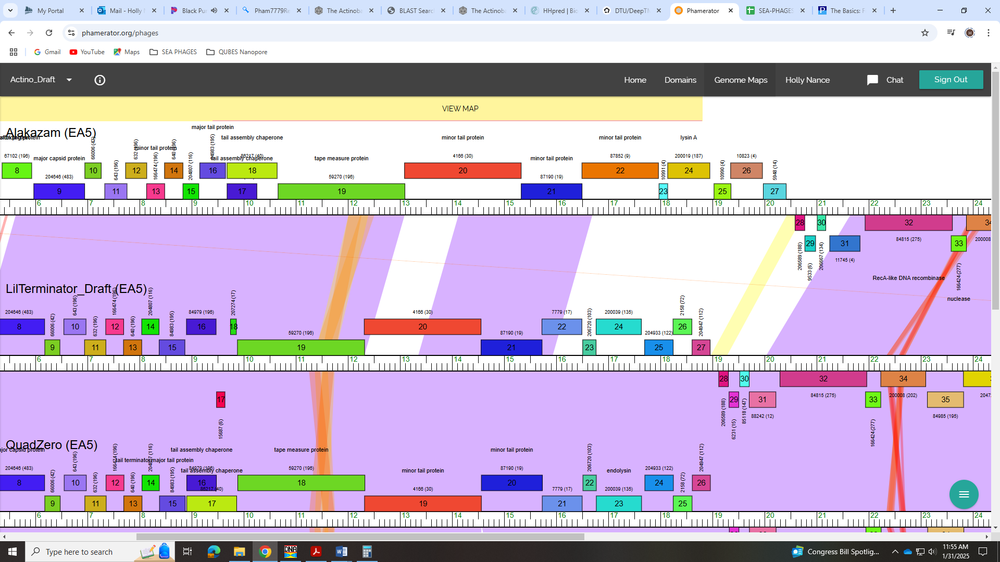 My Portal
Mail - Holly
Black Pu
Pham7779Re
The Actinoba
BLAST Searc
The Actinoba
HHpred | Bio
DTU/DeepTM
Phamerator
SEA-PHAGES
The Basics: F
phamerator.org/phages
Gmail
YouTube
Maps
SEA PHAGES
QUBES Nanopore
Actino_Draft
Home
Domains
Genome Maps
Holly Nance
Chat
Sign Out
VIEW MAP
Alakazam (EA5)
major tail protein
tail assembly chaperone
minor tail protein
minor tail protein
lysin A
minor tail protein
67102 (196)
major capsid protein
66006 (42)
643 (196)
632 (196)
166474 (196)
640 (196)
204807 (116)
84983 (195)
tail assembly chaperone
86217 (40)
tape measure protein
4166 (30)
minor tail protein
87852 (9)
10991 (4)
200019 (187)
10990 (4)
10823 (4)
5948 (14)
8 10 12 14 16 18 20 22 24 26
204646 (483)
59270 (196)
87190 (19)
9 11 13 15 17 19 21 23 25 27
6 7 8 9 10 11 12 13 14 15 16 17 18 19 20 21 22 23 24
28 30 32 34
29 31 33
84815 (275)
200008
206589 (188)
9533 (6)
206667 (134)
11745 (4)
166424 (277)
RecA-like DNA recombinase
nuclease
LilTerminator_Draft (EA5)
204646 (483)
66006 (42)
643 (196)
632 (196)
166474 (196)
640 (196)
204807 (116)
84983 (195)
84979 (196)
207274 (17)
59270 (196)
4166 (30)
87190 (19)
7779 (17)
206720 (103)
200039 (135)
204933 (122)
2158 (72)
204947 (112)
8 10 12 14 16 18 20 22 24 26
9 11 13 15 19 21 23 25 27
6 7 8 9 10 11 12 13 14 15 16 17 18 19 20 21 22 23 24
28 30 32 34
17 29 31 33 35
15687 (6)
206589 (188)
6231 (15)
85118 (147)
88242 (12)
84815 (275)
166424 (277)
200008 (202)
84985 (195)
QuadZero (EA5)
jor capsid protein
tail assembly chaperone
tape measure protein
minor tail protein
tail terminator
major tail protein
204646 (483)
66006 (42)
643 (196)
632 (196)
166474 (196)
640 (196)
204807 (116)
84983 (195)
84979 (196)
tail assembly chaperone
86217 (40)
59270 (196)
minor tail protein
4166 (30)
87190 (19)
7779 (17)
206720 (103)
endolysin
200039 (135)
204933 (122)
2158 (72)
204947 (112)
8 10 12 14 16 18 20 22 24 26
9 11 13 15 17 19 21 23 25
6 7 8 9 10 11 12 13 14 15 16 17 18 19 20 21 22 23 24
Type here to search
Congress Bill Spotlig...
11:55 AM
1/31/2025